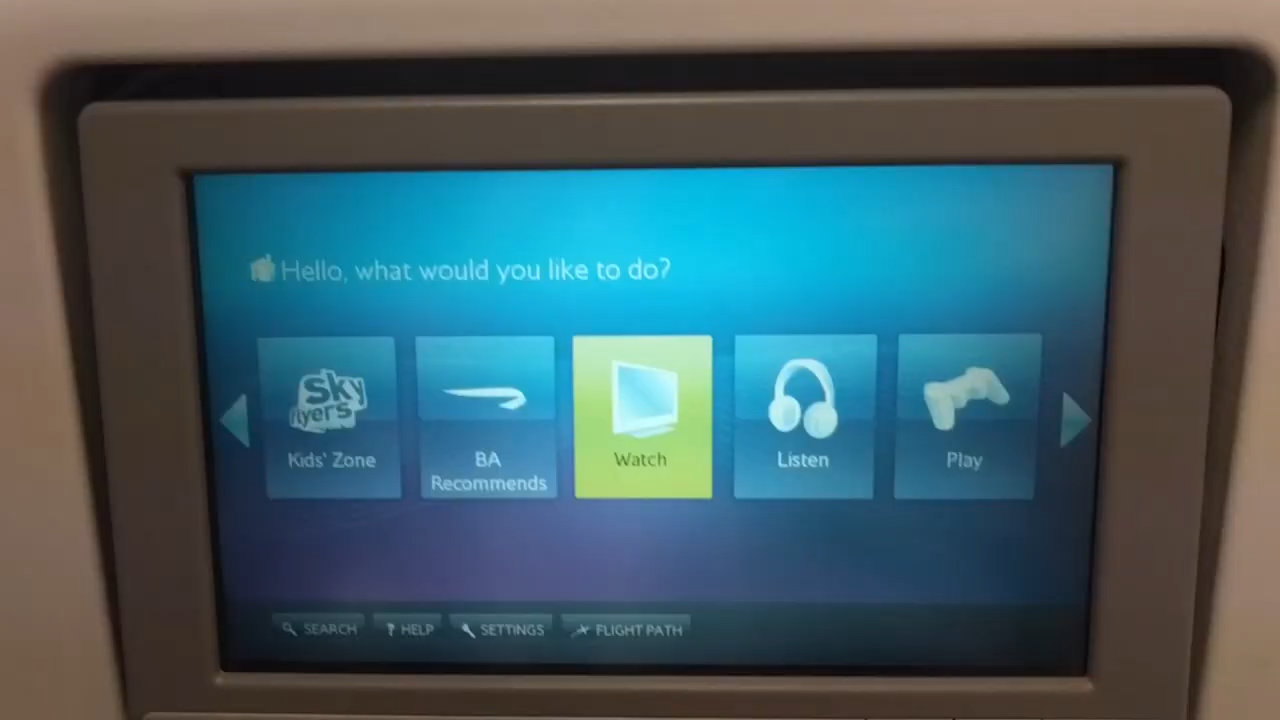 Hello, what would you like to do?
Sky
flyers
Kids' Zone
BA
Recommends
Watch
Listen
Play
SEARCH
? HELP
SETTINGS
FLIGHT PATH